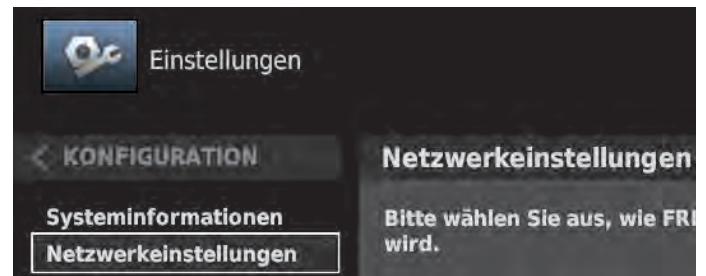 Einstellungen
< KONFIGURATION
Netzwerkeinstellungen
Systeminformationen
Netzwerkeinstellungen
Bitte wählen Sie aus, wie
wird.